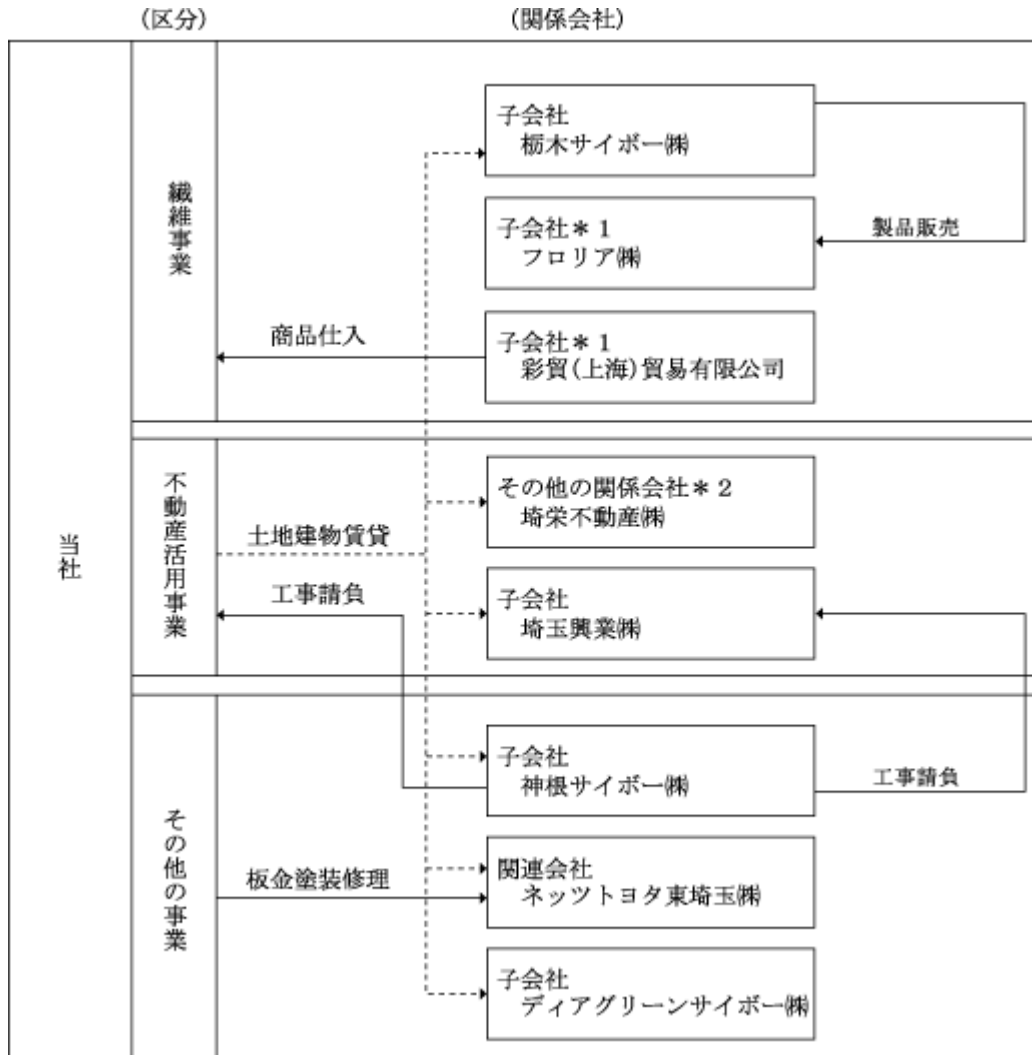 (区分)
(関係会社)
当社
繊維事業
子会社
栃木サイボー㈱
子会社＊1
フロリア㈱
製品販売
商品仕入
子会社＊1
彩貿(上海)貿易有限公司
不動産活用事業
その他の関係会社＊2
埼栄不動産㈱
土地建物賃貸
工事請負
子会社
埼玉興業㈱
その他の事業
子会社
神根サイボー㈱
工事請負
板金塗装修理
関連会社
ネッツトヨタ東埼玉㈱
子会社
ディアグリーンサイボー㈱